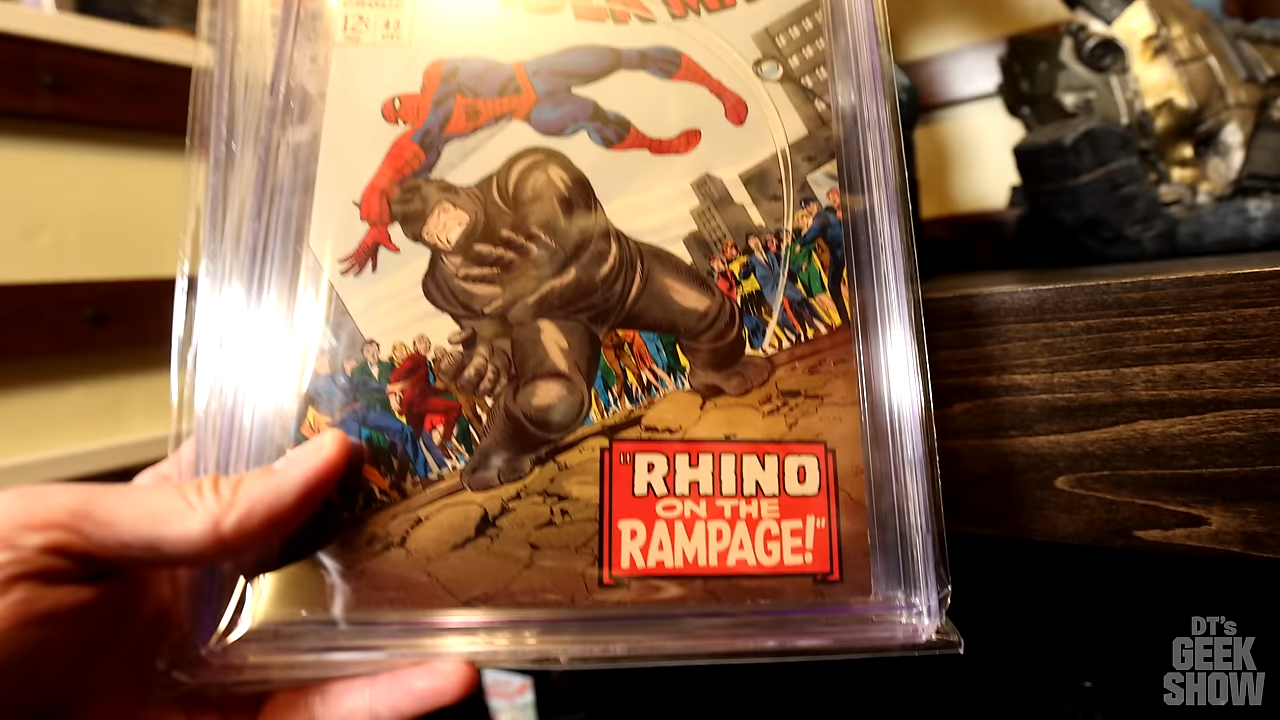 12¢ 43
"RHINO
ON THE
RAMPAGE!"
DT's
GEEK
SHOW